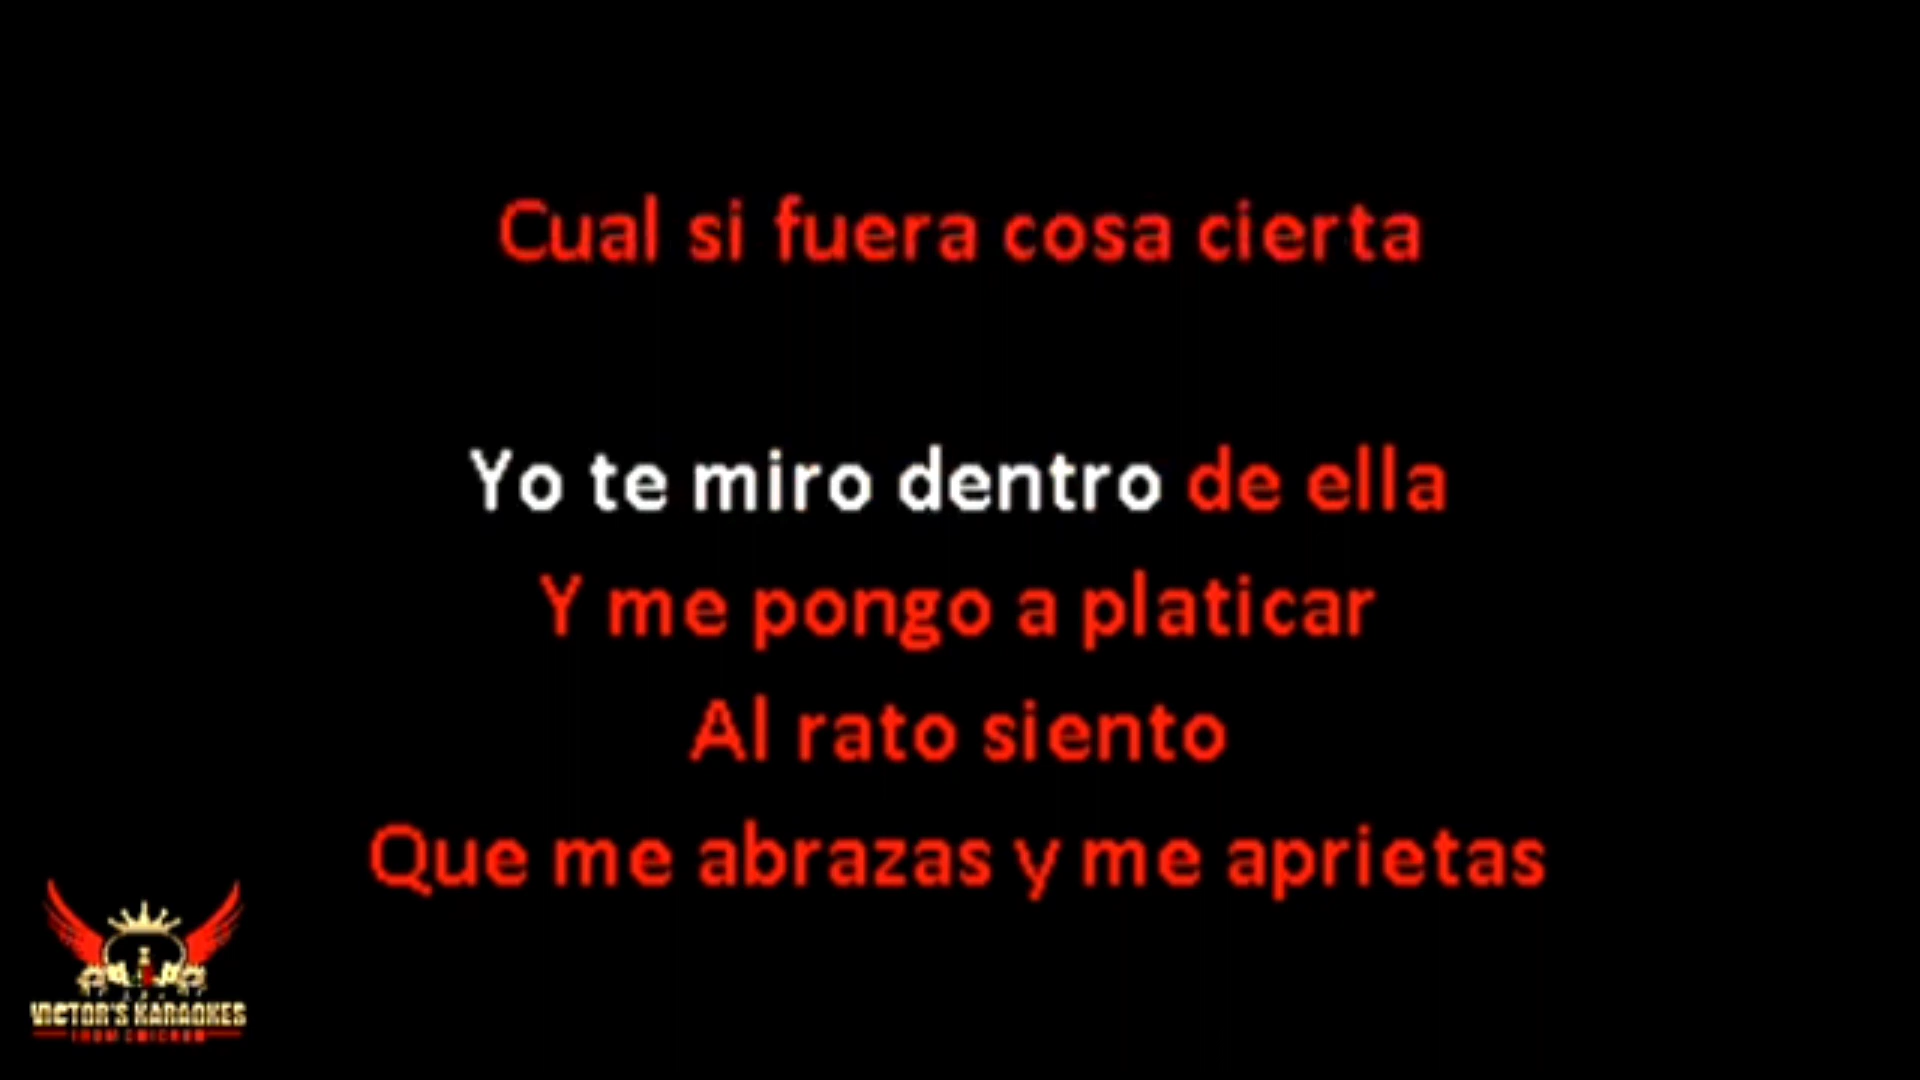 Cual si fuera cosa cierta
Yo te miro dentro de ella
Y me pongo a platicar
Al rato siento
Que me abrazas y me aprietas
VICTOR'S KARAOKES